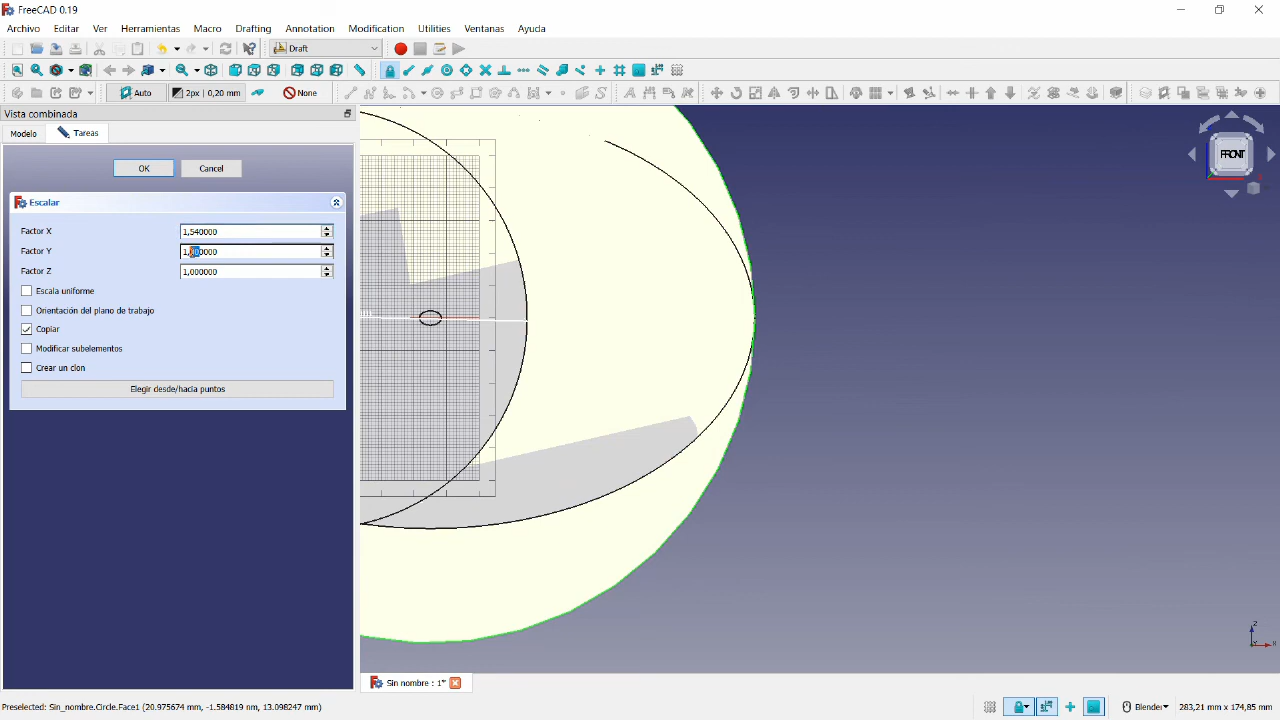 FreeCAD 0.19
Archivo Editar Ver Herramientas Macro Drafting Annotation Modification Utilities Ventanas Ayuda
Draft
Auto 2px | 0,20 mm None
Vista combinada
Modelo Tareas
OK Cancel
Escalar
Factor X 1,540000
Factor Z 1,000000
Factor Y
Escala uniforme
Orientación de plano de trabajo
Copiar
Modificar subelementos
Crear un clon
Elegir desde/hacia puntos
FRONT
Z
X
Sin nombre : 1*
Preselected: Sin_nombre.Circle.Face1 (20.975674 mm, -1.584819 mm, 13.098247 mm)
Blender
283,21 mm x 174,85 mm